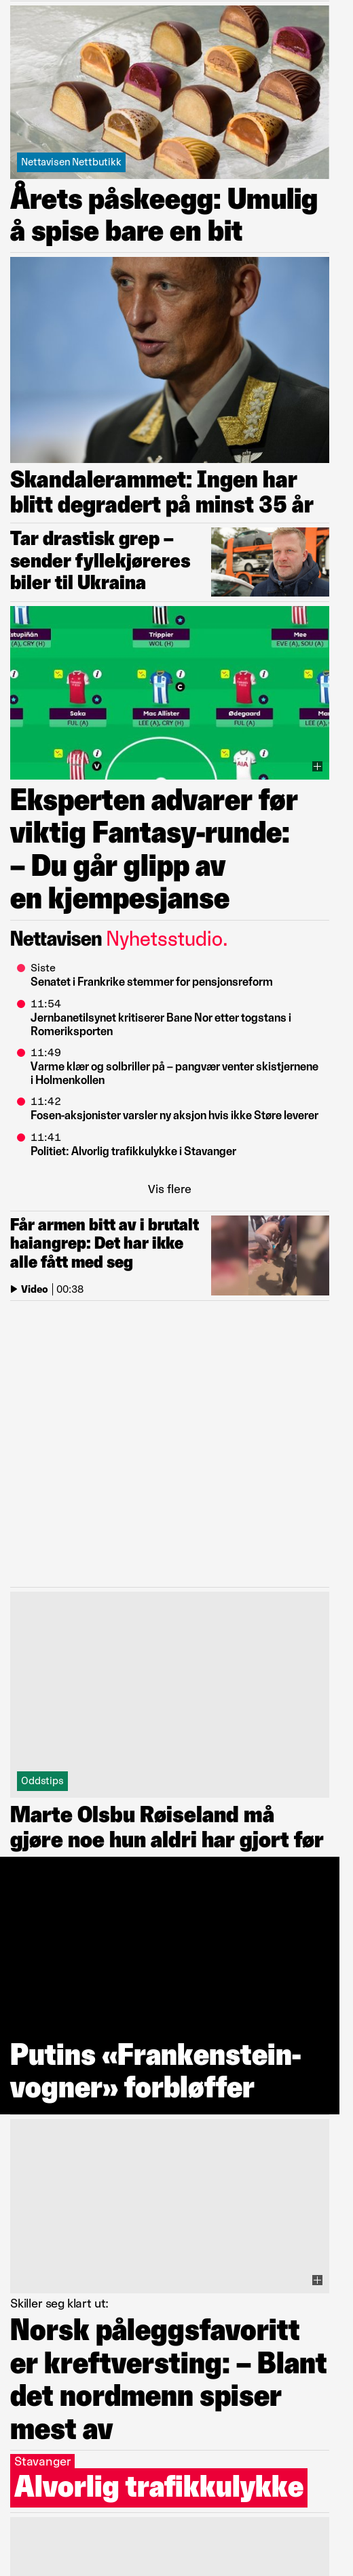 Nettavisen Nettbutikk
Årets påskeegg: Umulig
å spise bare en bit
Skandalerammet: Ingen har
blitt degradert på minst 35 år
Tar drastisk grep –
sender fyllekjøreres
biler til Ukraina
stupiñán
A), CRY (H)
Trippier
WOL (H)
Mee
EVE (A), SOU (A)
Saka
FUL (A)
Mac Allister
LEE (A), CRY (H)
Ødegaard
FUL (A)
LEE (A), CR
Eksperten advarer før
viktig Fantasy-runde:
– Du går glipp av
en kjempesjanse
Nettavisen Nyhetsstudio.
Siste
Senatet i Frankrike stemmer for pensjonsreform
11:54
Jernbanetilsynet kritiserer Bane Nor etter togstans i
Romeriksporten
11:49
Varme klær og solbriller på – pangvær venter skistjernene
i Holmenkollen
11:42
Fosen-aksjonister varsler ny aksjon hvis ikke Støre leverer
11:41
Politiet: Alvorlig trafikkulykke i Stavanger
Vis flere
Får armen bitt av i brutalt
haiangrep: Det har ikke
alle fått med seg
Video | 00:38
Oddstips
Marte Olsbu Røiseland må
gjøre noe hun aldri har gjort før
Putins «Frankenstein-
vogner» forbløffer
Skiller seg klart ut:
Norsk påleggsfavoritt
er kreftversting: – Blant
det nordmenn spiser
mest av
Stavanger
Alvorlig trafikkulykke